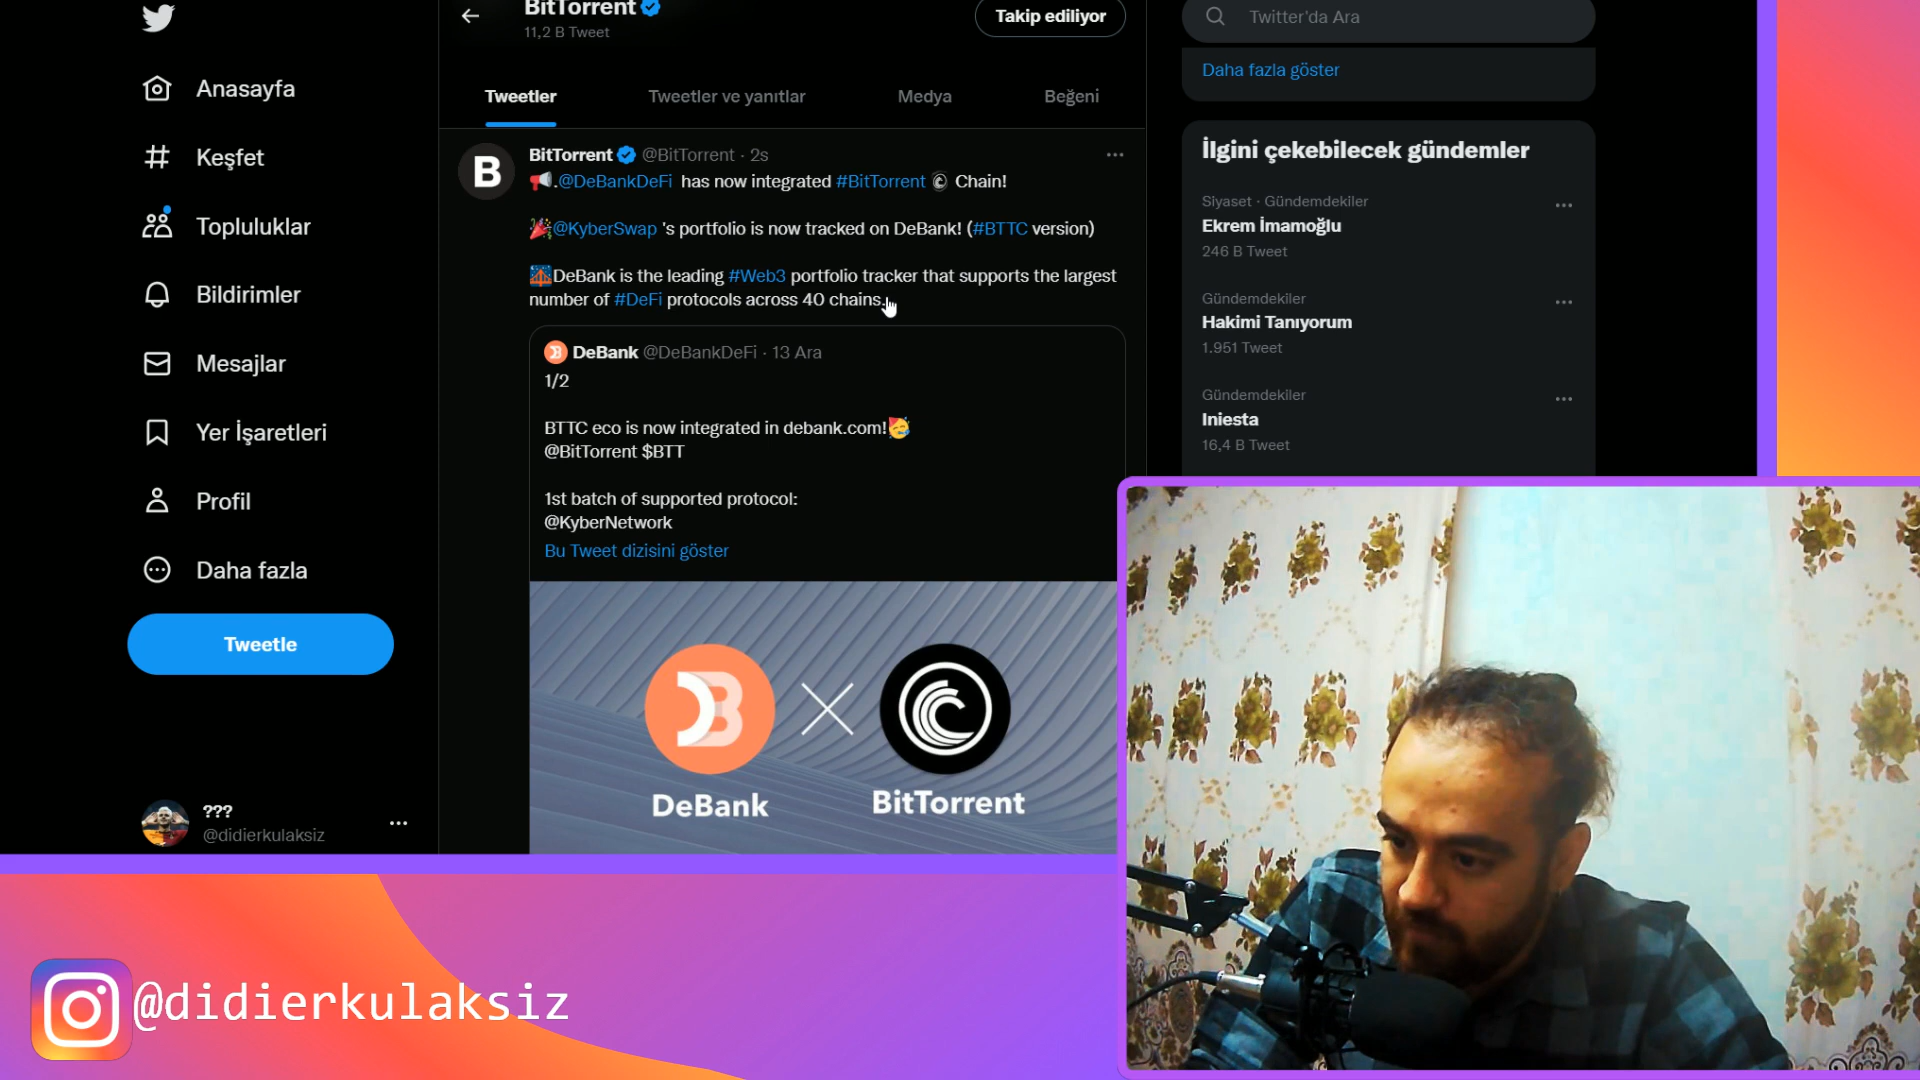 BitTorrent
11,2 B Tweet
Takip ediliyor
Twitter'da Ara
Anasayfa
Keşfet
Topluluklar
Bildirimler
Mesajlar
Yer İşaretleri
Profil
Daha fazla
Tweetle
???
@didierkulaksiz
Tweetler
Tweetler ve yanıtlar
Medya
Beğeni
B
BitTorrent @BitTorrent · 2s
📢.@DeBankDeFi has now integrated #BitTorrent Chain!
🎉@KyberSwap 's portfolio is now tracked on DeBank! (#BTTC version)
🌉DeBank is the leading #Web3 portfolio tracker that supports the largest
number of #DeFi protocols across 40 chains.
DeBank @DeBankDeFi · 13 Ara
1/2
BTTC eco is now integrated in debank.com!🥳
@BitTorrent $BTT
1st batch of supported protocol:
@KyberNetwork
Bu Tweet dizisini göster
DeBank
BitTorrent
Daha fazla göster
İlgini çekebilecek gündemler
Siyaset · Gündemdekiler
Ekrem İmamoğlu
246 B Tweet
Gündemdekiler
Hakimi Tanıyorum
1.951 Tweet
Gündemdekiler
Iniesta
16,4 B Tweet
@didierkulaksiz